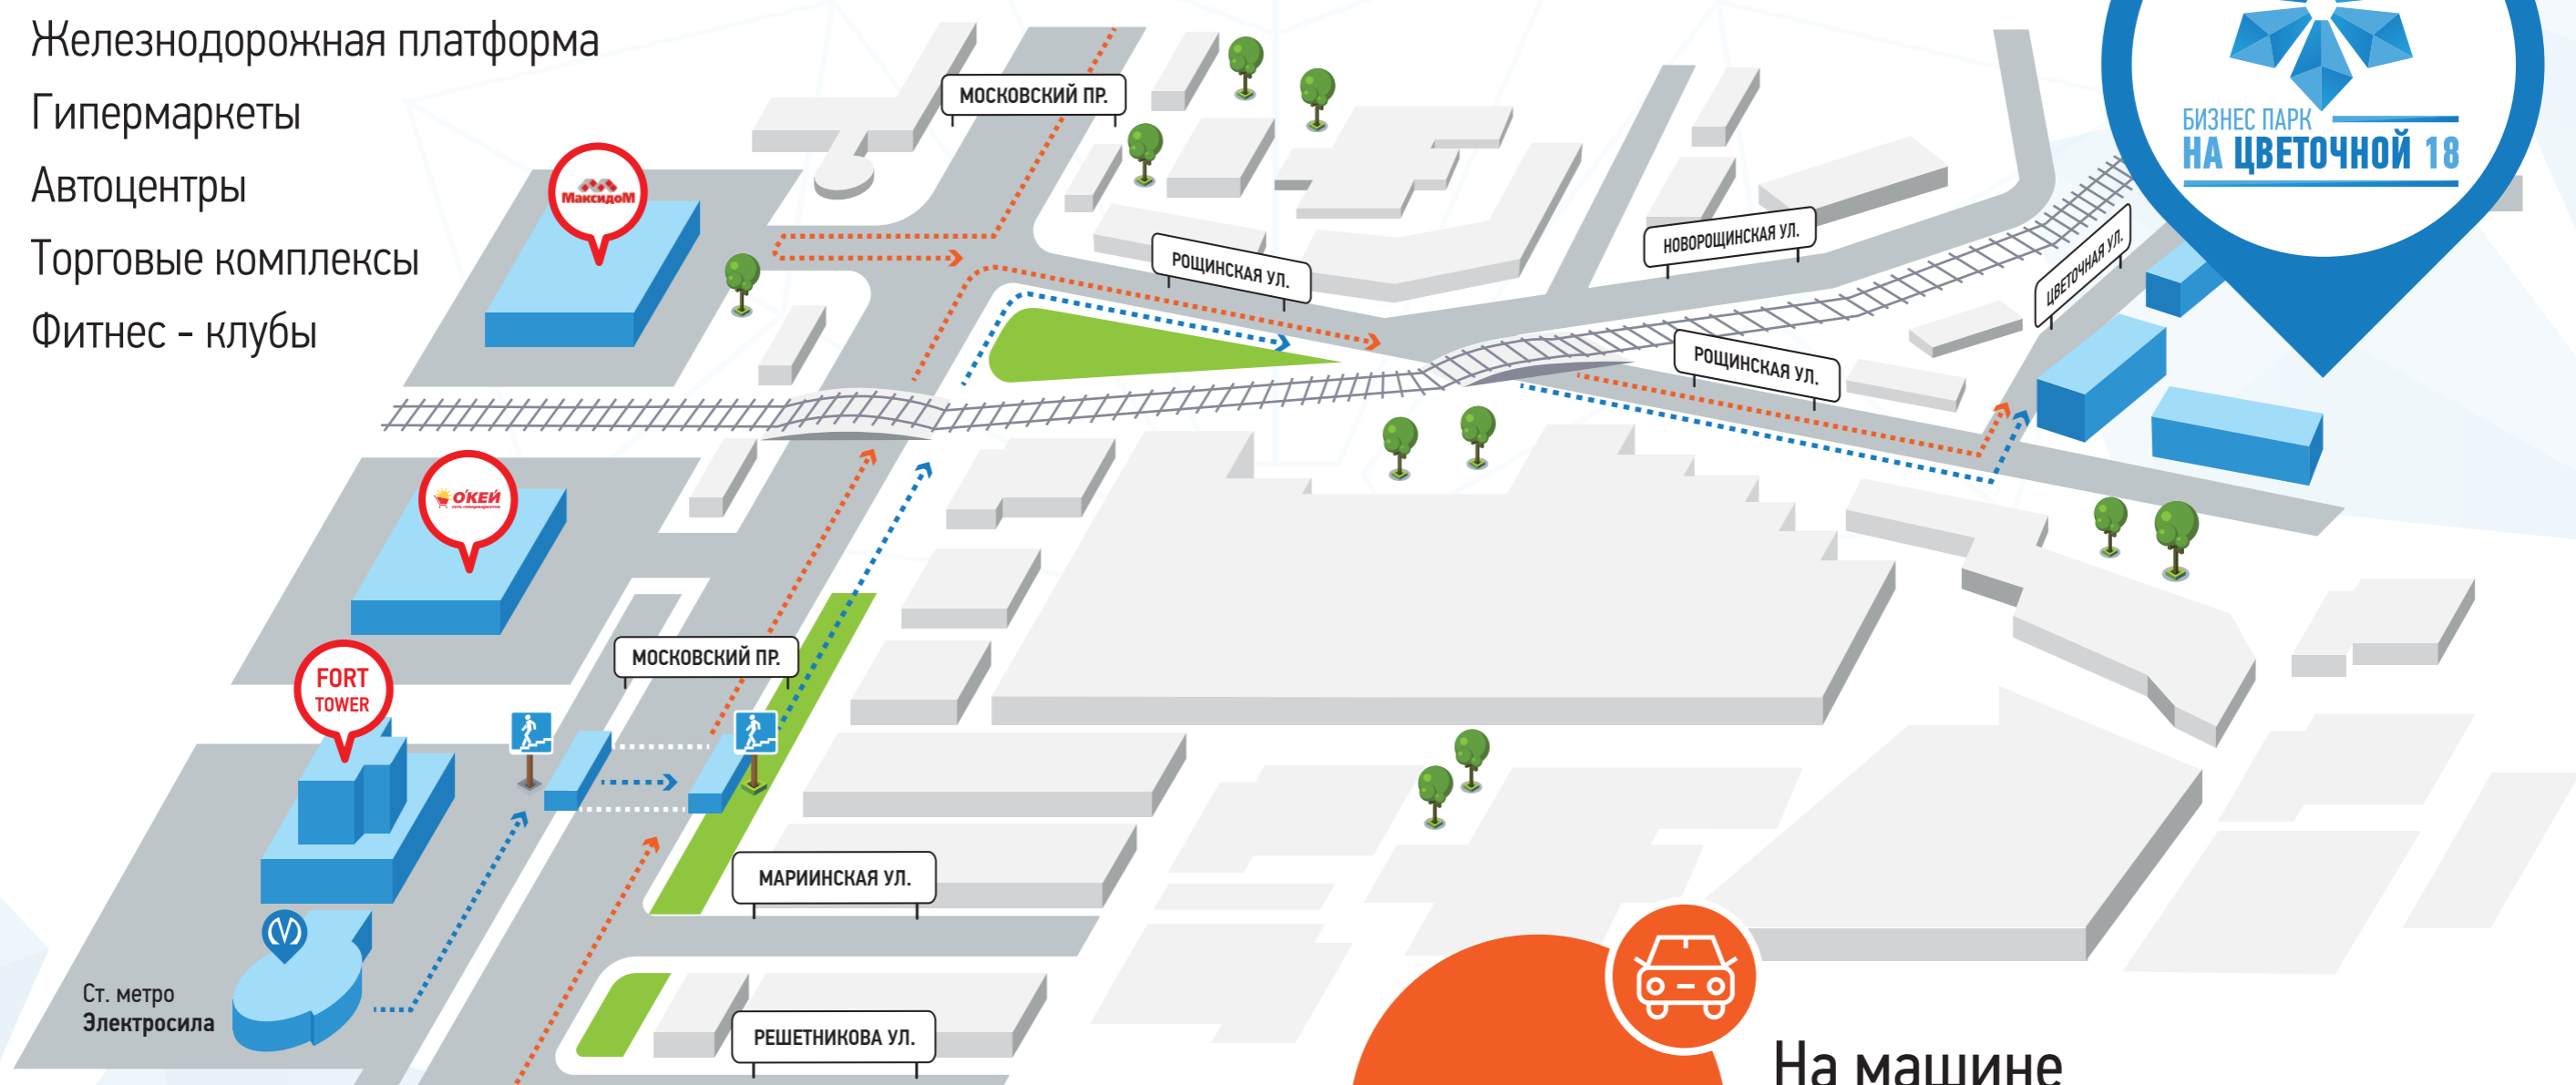 Железнодорожная платформа
Гипермаркеты
Автоцентры
Торговые комплексы
Фитнес - клубы
МОСКОВСКИЙ ПР.
БИЗНЕС ПАРК
НА ЦВЕТОЧНОЙ 18
МаксидоМ
РОЩИНСКАЯ УЛ.
НОВОРОЩИНСКАЯ УЛ.
ЦВЕТОЧНАЯ УЛ.
РОЩИНСКАЯ УЛ.
О'КЕЙ
сеть гипермаркетов
МОСКОВСКИЙ ПР.
FORT
TOWER
МАРИИНСКАЯ УЛ.
Ст. метро
Электросила
РЕШЕТНИКОВА УЛ.
На машине